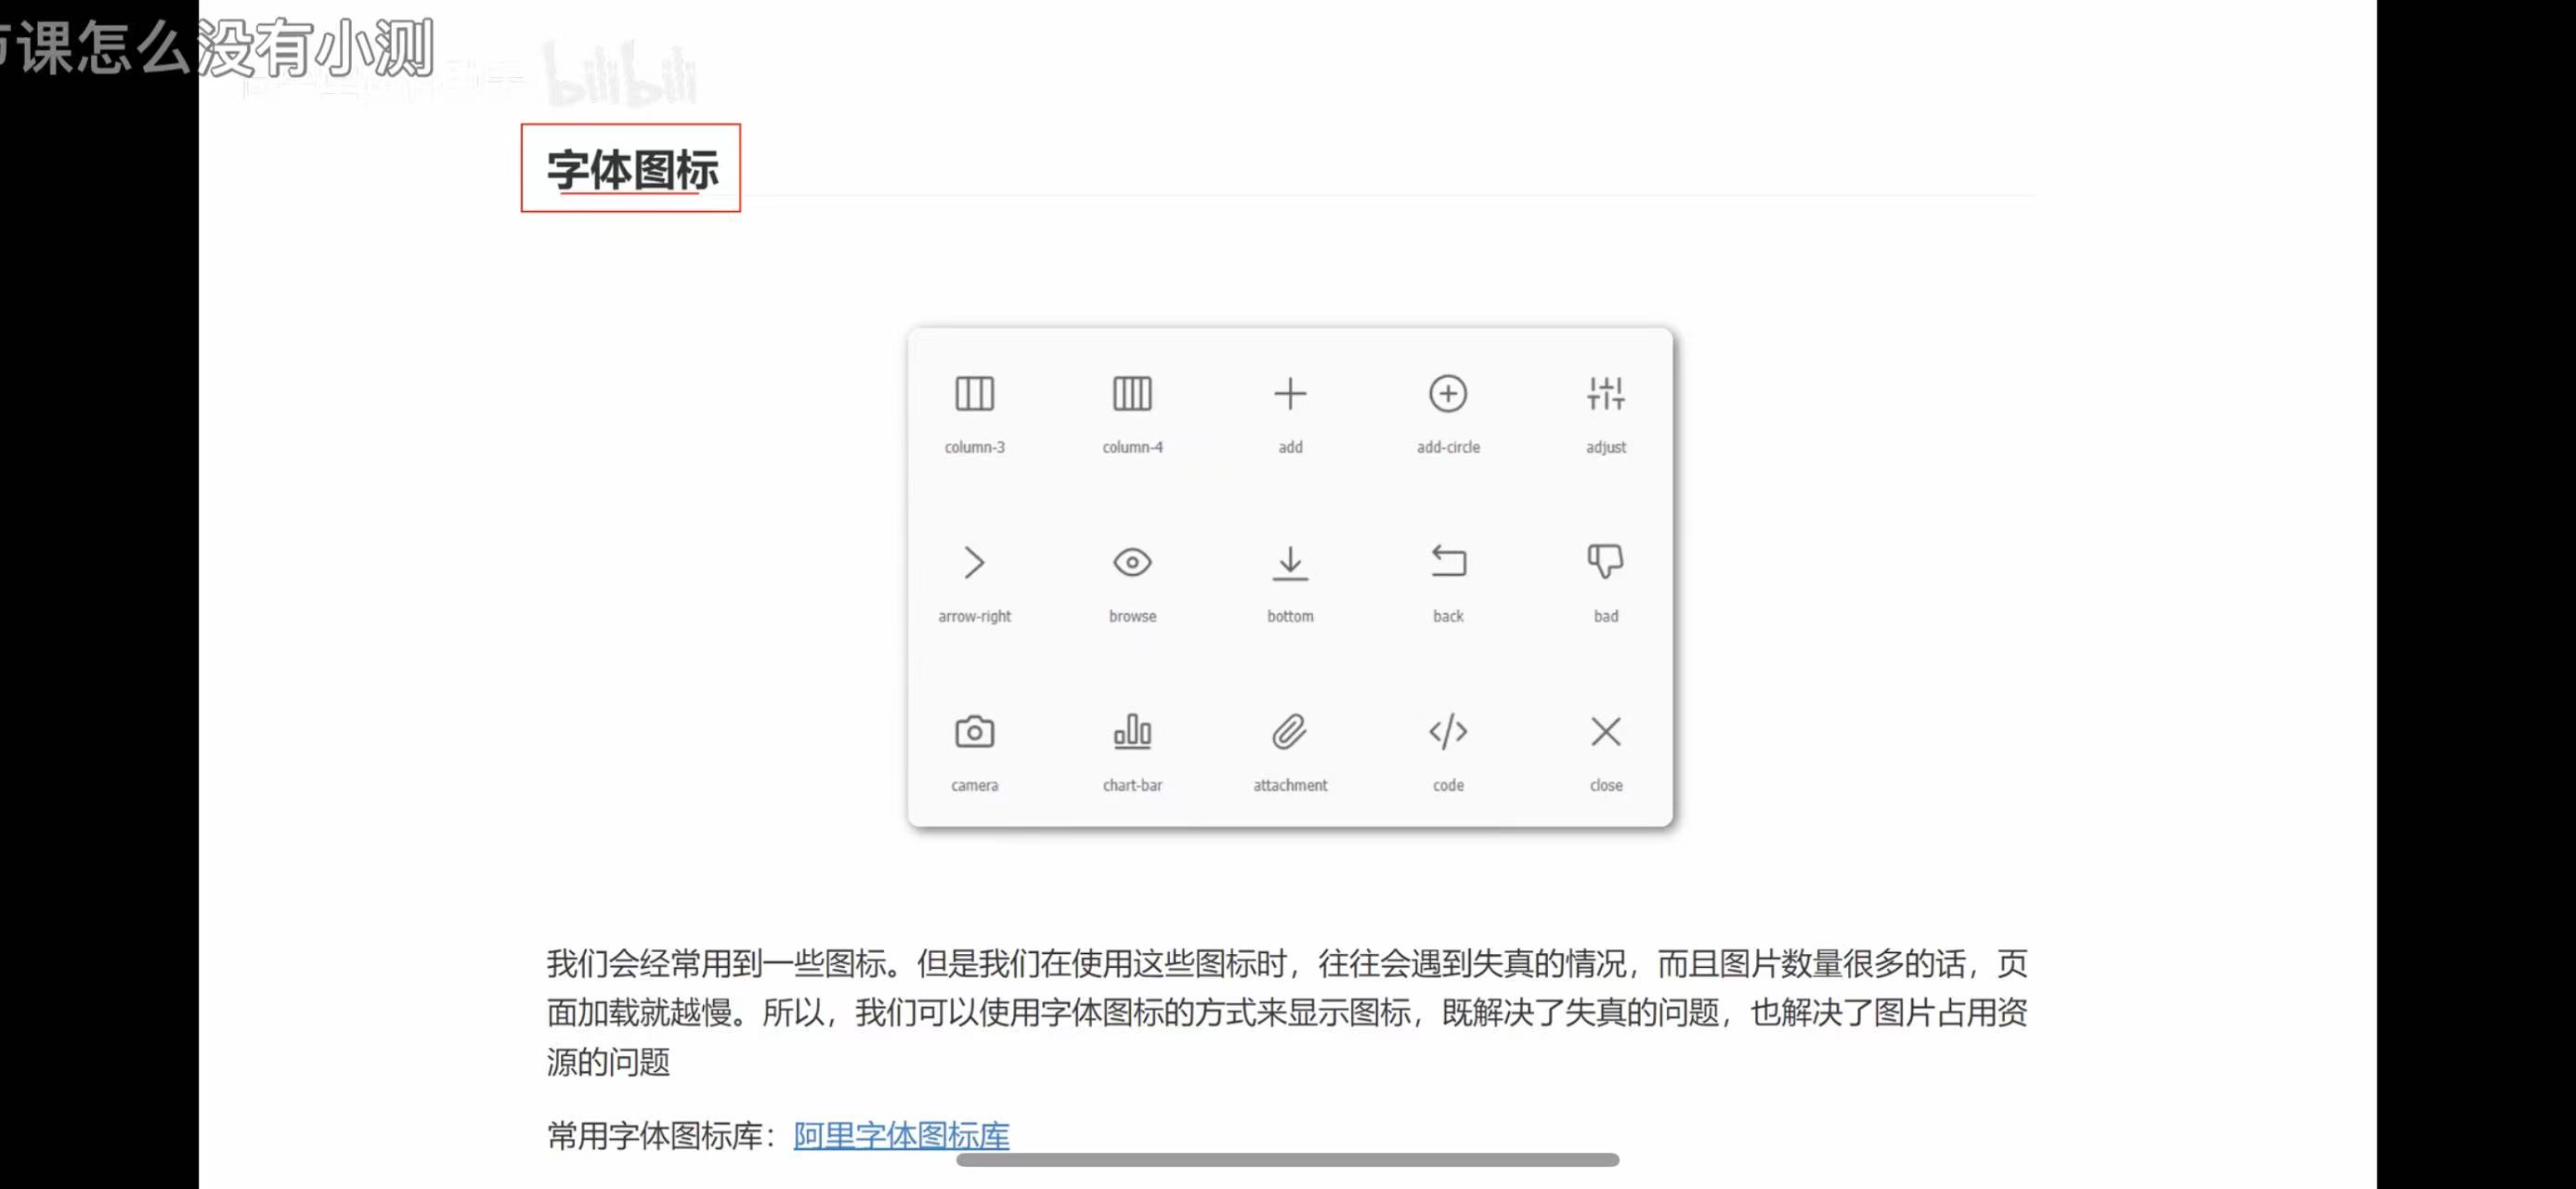 课怎么没有小测
bilibili
字体图标
column-3 column-4 add add-circle adjust
arrow-right browse bottom back bad
camera chart-bar attachment code close
我们会经常用到一些图标。但是我们在使用这些图标时，往往会遇到失真的情况，而且图片数量很多的话，页
面加载就越慢。所以，我们可以使用字体图标的方式来显示图标，既解决了失真的问题，也解决了图片占用资
源的问题
常用字体图标库：阿里字体图标库